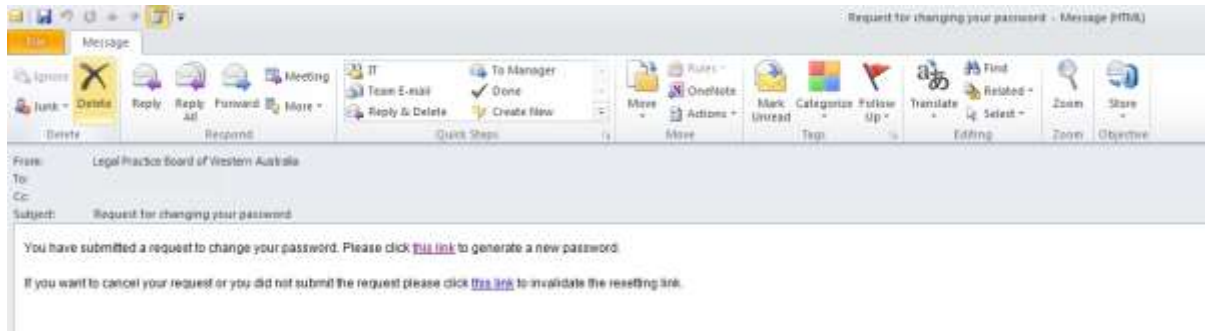 Request for changing your password - Message (HTML)
File Message
Ignore
Junk
Delete
Reply
Reply All
Forward
Meeting
More
IT
Team E-mail
Reply & Delete
To Manager
Done
Create New
Move
Rules
OneNote
Actions
Mark Unread
Categorize
Follow Up
Translate
Find
Related
Select
Zoom
Store
Delete Respond Quick Steps Move Tags Editing Zoom Objective
From: Legal Practice Board of Western Australia
To:
Cc:
Subject: Request for changing your password
You have submitted a request to change your password. Please click this link to generate a new password.
If you want to cancel your request or you did not submit the request please click this link to invalidate the resetting link.